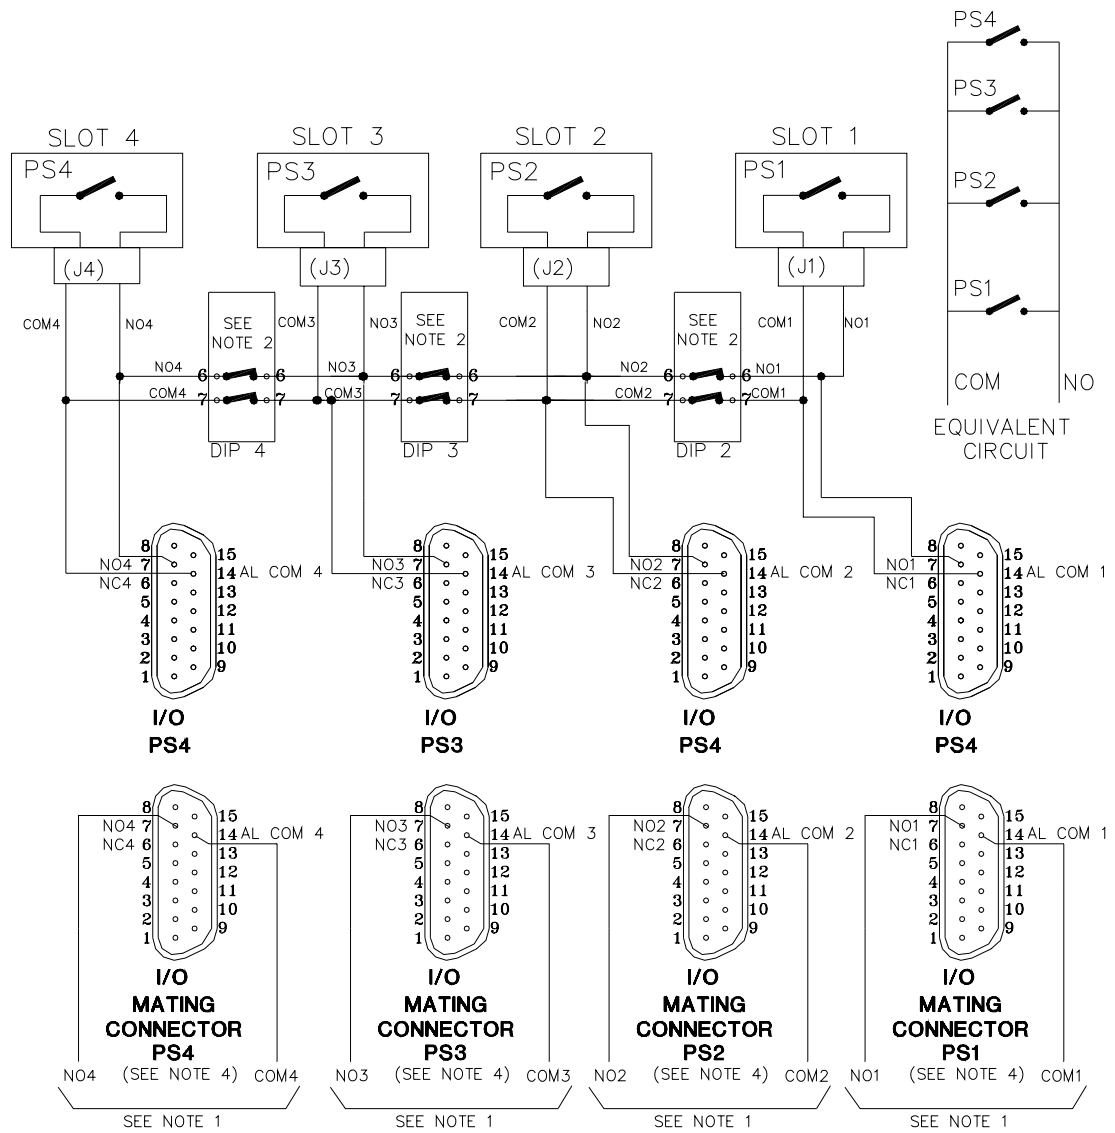 PS4
PS3
PS2
PS1
COM NO
EQUIVALENT
CIRCUIT
SLOT 4 SLOT 3 SLOT 2 SLOT 1
PS4 PS3 PS2 PS1
(J4) (J3) (J2) (J1)
COM4 NO4 COM3 NO3 COM2 NO2 COM1 NO1
SEE
NOTE 2
SEE
NOTE 2
SEE
NOTE 2
NO4 6 6 NO3 6 6 NO2 6 6 NO1
COM4 7 7 COM3 7 7 COM2 7 7 COM1
DIP 4 DIP 3 DIP 2
8 15
NO4 7 14 AL COM 4
NC4 6 13
5 12
4 11
3 10
2 9
1
I/O
PS4
8 15
NO3 7 14 AL COM 3
NC3 6 13
5 12
4 11
3 10
2 9
1
I/O
PS3
8 15
NO2 7 14 AL COM 2
NC2 6 13
5 12
4 11
3 10
2 9
1
I/O
PS4
8 15
NO1 7 14 AL COM 1
NC1 6 13
5 12
4 11
3 10
2 9
1
I/O
PS4
8 15
NO4 7 14 AL COM 4
NC4 6 13
5 12
4 11
3 10
2 9
1
I/O
MATING
CONNECTOR
PS4
NO4 (SEE NOTE 4) COM4
SEE NOTE 1
8 15
NO3 7 14 AL COM 3
NC3 6 13
5 12
4 11
3 10
2 9
1
I/O
MATING
CONNECTOR
PS3
NO3 (SEE NOTE 4) COM3
SEE NOTE 1
8 15
NO2 7 14 AL COM 2
NC2 6 13
5 12
4 11
3 10
2 9
1
I/O
MATING
CONNECTOR
PS2
NO2 (SEE NOTE 4) COM2
SEE NOTE 1
8 15
NO1 7 14 AL COM 1
NC1 6 13
5 12
4 11
3 10
2 9
1
I/O
MATING
CONNECTOR
PS1
NO1 (SEE NOTE 4) COM1
SEE NOTE 1